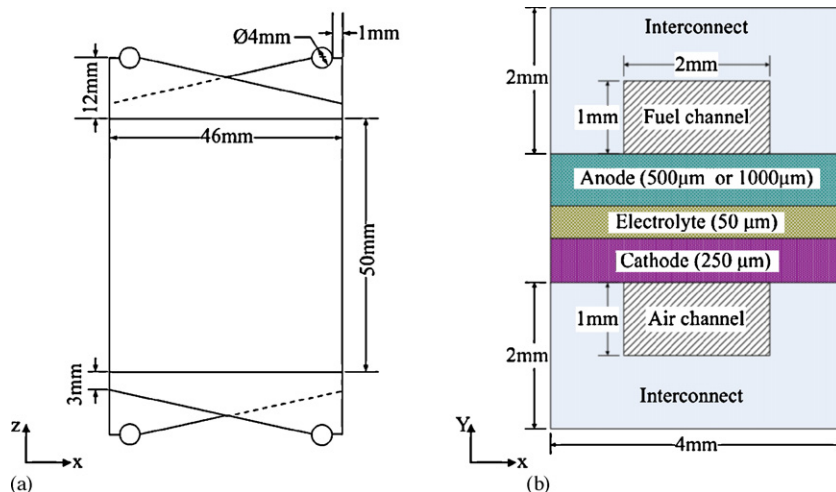 Ø4mm
1mm
12mm
46mm
50mm
3mm
z
x
(a)
Interconnect
2mm
2mm
1mm
Fuel channel
Anode (500µm or 1000µm)
Electrolyte (50 µm)
Cathode (250 µm)
1mm
Air channel
2mm
Interconnect
Y
x
4mm
(b)